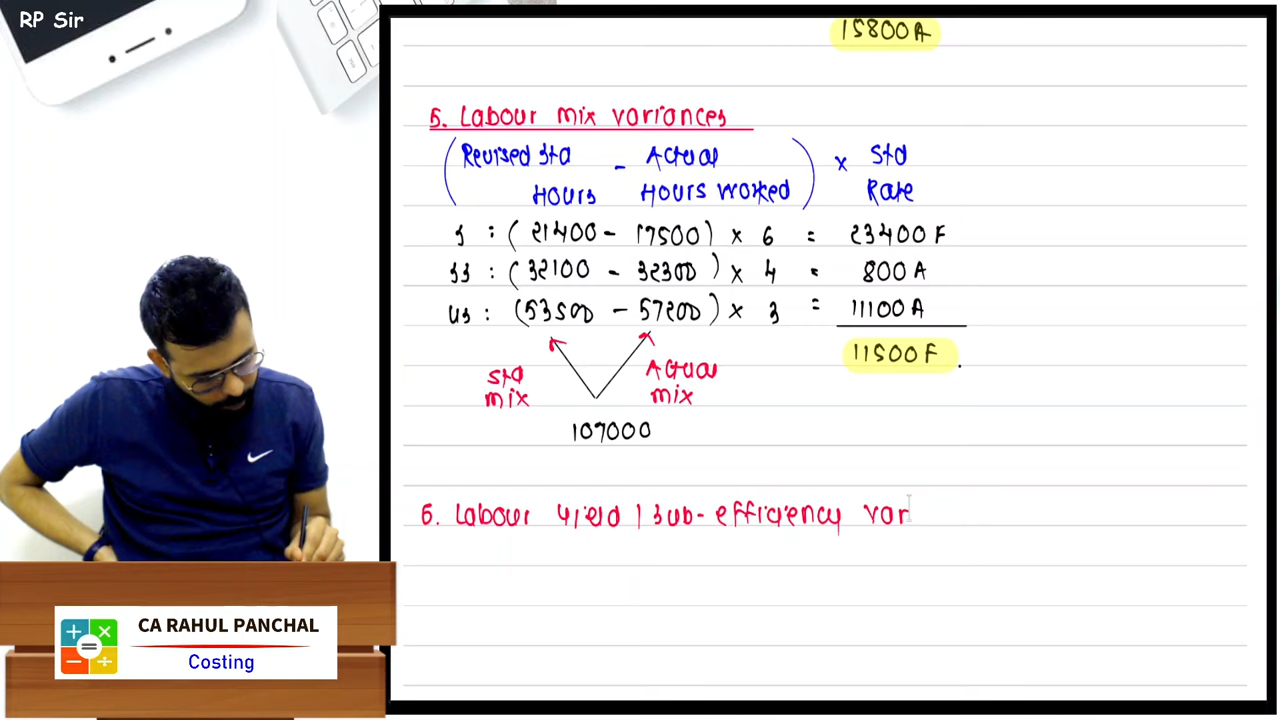 RP Sir
15800A
5. Labour mix variances
(Revised Std Hours - Actual Hours worked) × Std Rate
S : (21400 - 17500) × 6 = 23400 F
SS : (32100 - 32300) × 4 = 800 A
US : (53500 - 57200) × 3 = 11100 A
11500 F
Std mix
Actual mix
107000
6. Labour yield | Sub-efficiency var
CA RAHUL PANCHAL
Costing